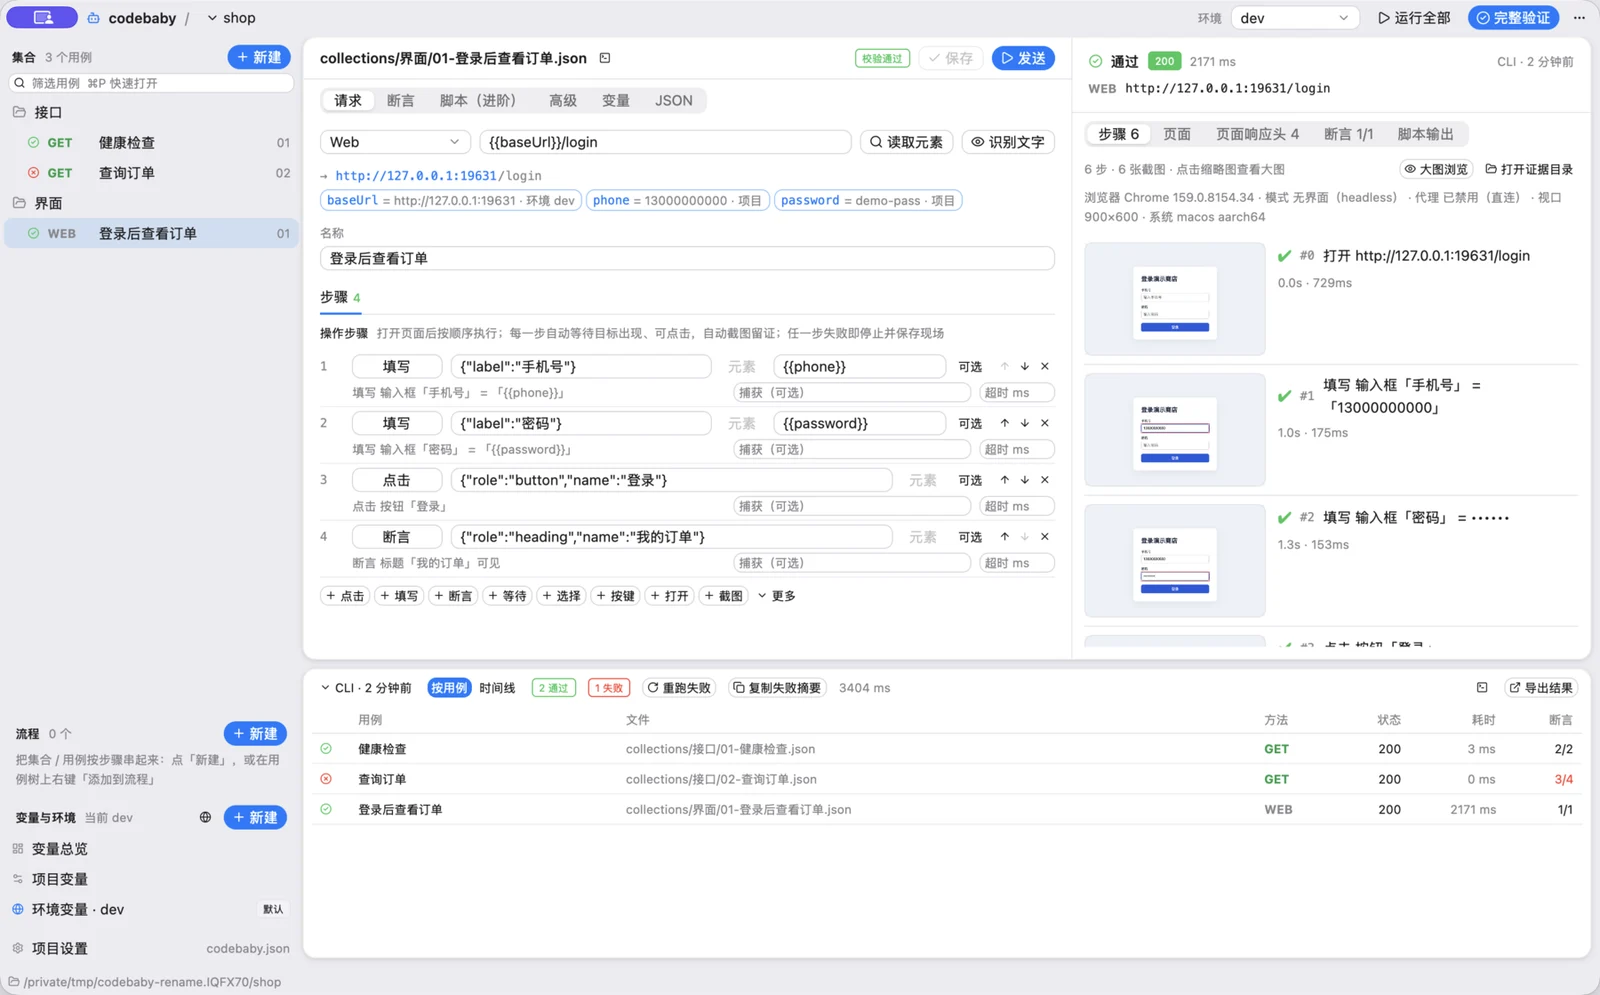 codebaby / shop
环境 dev 运行全部 完整验证
集合 3 个用例 + 新建
筛选用例 ⌘P 快速打开
接口
GET 健康检查 01
GET 查询订单 02
界面
WEB 登录后查看订单 01
流程 0 个 + 新建
把集合 / 用例按步骤串起来：点「新建」，或在用
例树上右键「添加到流程」
变量与环境 当前 dev + 新建
变量总览
项目变量
环境变量 · dev 默认
项目设置 codebaby.json
/private/tmp/codebaby-rename.IQFX70/shop
collections/界面/01-登录后查看订单.json 校验通过 保存 发送
请求 断言 脚本（进阶） 高级 变量 JSON
Web {{baseUrl}}/login 读取元素 识别文字
→ http://127.0.0.1:19631/login
baseUrl = http://127.0.0.1:19631 · 环境 dev phone = 13000000000 · 项目 password = demo-pass · 项目
名称
登录后查看订单
步骤 4
操作步骤 打开页面后按顺序执行；每一步自动等待目标出现、可点击，自动截图留证；任一步失败即停止并保存现场
1 填写 {"label":"手机号"} 元素 {{phone}} 可选 ↑ ↓ ×
填写 输入框「手机号」 = 「{{phone}}」 捕获（可选） 超时 ms
2 填写 {"label":"密码"} 元素 {{password}} 可选 ↑ ↓ ×
填写 输入框「密码」 = 「{{password}}」 捕获（可选） 超时 ms
3 点击 {"role":"button","name":"登录"} 元素 可选 ↑ ↓ ×
点击 按钮「登录」 捕获（可选） 超时 ms
4 断言 {"role":"heading","name":"我的订单"} 元素 可选 ↑ ↓ ×
断言 标题「我的订单」可见 捕获（可选） 超时 ms
+ 点击 + 填写 + 断言 + 等待 + 选择 + 按键 + 打开 + 截图 更多
通过 200 2171 ms CLI · 2 分钟前
WEB http://127.0.0.1:19631/login
步骤 6 页面 页面响应头 4 断言 1/1 脚本输出
6 步 · 6 张截图 · 点击缩略图查看大图 大图浏览 打开证据目录
浏览器 Chrome 159.0.8154.34 · 模式 无界面（headless） · 代理 已禁用（直连） · 视口
900×600 · 系统 macos aarch64
登录演示商店
#0 打开 http://127.0.0.1:19631/login
0.0s · 729ms
登录演示商店
#1 填写 输入框「手机号」 =
「13000000000」
1.0s · 175ms
登录演示商店
#2 填写 输入框「密码」 = ••••••
1.3s · 153ms
CLI · 2 分钟前 按用例 时间线 2 通过 1 失败 重跑失败 复制失败摘要 3404 ms 导出结果
用例 文件 方法 状态 耗时 断言
健康检查 collections/接口/01-健康检查.json GET 200 3 ms 2/2
查询订单 collections/接口/02-查询订单.json GET 200 0 ms 3/4
登录后查看订单 collections/界面/01-登录后查看订单.json WEB 200 2171 ms 1/1